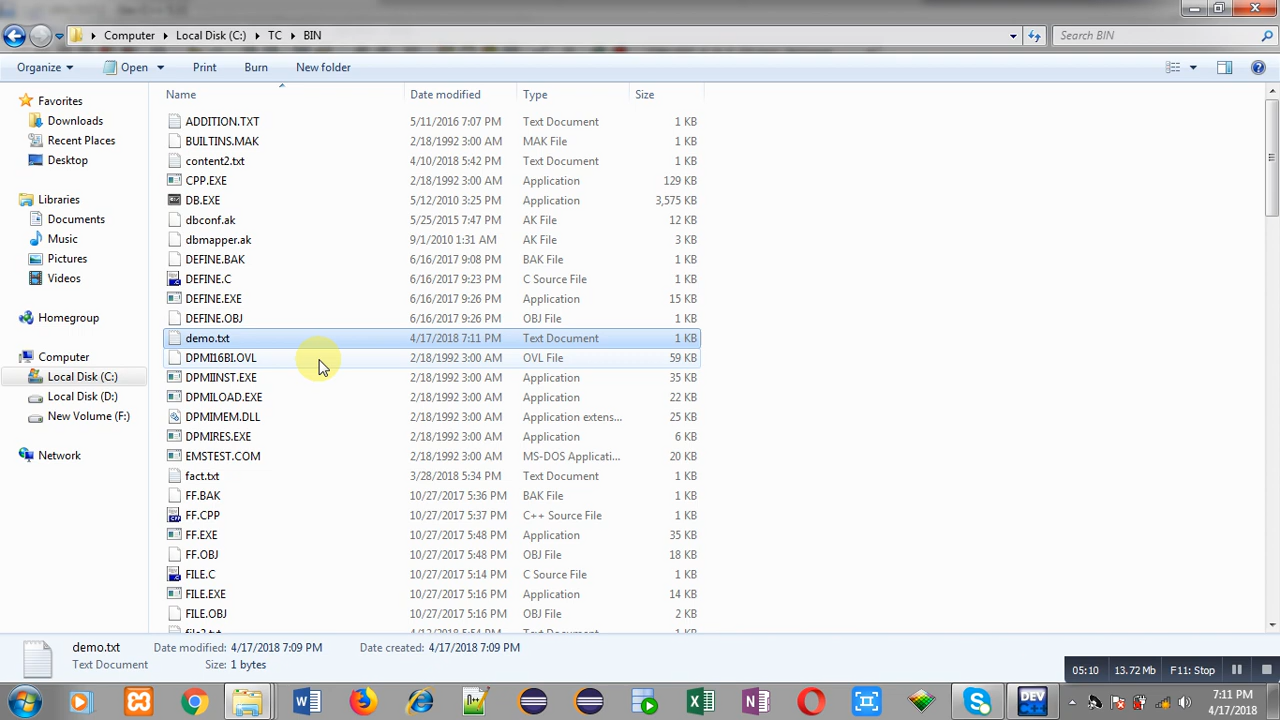 Computer Local Disk (C:) TC BIN Search BIN
Organize Open Print Burn New folder
Name Date modified Type Size
Favorites
Downloads
Recent Places
Desktop
Libraries
Documents
Music
Pictures
Videos
Homegroup
Computer
Local Disk (C:)
Local Disk (D:)
New Volume (F:)
Network
ADDITION.TXT 5/11/2016 7:07 PM Text Document 1 KB
BUILTINS.MAK 2/18/1992 3:00 AM MAK File 1 KB
content2.txt 4/10/2018 5:42 PM Text Document 1 KB
CPP.EXE 2/18/1992 3:00 AM Application 129 KB
DB.EXE 5/12/2010 3:25 PM Application 3,575 KB
dbconf.ak 5/25/2015 7:47 PM AK File 12 KB
dbmapper.ak 9/1/2010 1:31 AM AK File 3 KB
DEFINE.BAK 6/16/2017 9:08 PM BAK File 1 KB
DEFINE.C 6/16/2017 9:23 PM C Source File 1 KB
DEFINE.EXE 6/16/2017 9:26 PM Application 15 KB
DEFINE.OBJ 6/16/2017 9:26 PM OBJ File 1 KB
demo.txt 4/17/2018 7:11 PM Text Document 1 KB
DPMI16BI.OVL 2/18/1992 3:00 AM OVL File 59 KB
DPMIINST.EXE 2/18/1992 3:00 AM Application 35 KB
DPMILOAD.EXE 2/18/1992 3:00 AM Application 22 KB
DPMIMEM.DLL 2/18/1992 3:00 AM Application extens... 25 KB
DPMIRES.EXE 2/18/1992 3:00 AM Application 6 KB
EMSTEST.COM 2/18/1992 3:00 AM MS-DOS Applicati... 20 KB
fact.txt 3/28/2018 5:34 PM Text Document 1 KB
FF.BAK 10/27/2017 5:36 PM BAK File 1 KB
FF.CPP 10/27/2017 5:37 PM C++ Source File 1 KB
FF.EXE 10/27/2017 5:48 PM Application 35 KB
FF.OBJ 10/27/2017 5:48 PM OBJ File 18 KB
FILE.C 10/27/2017 5:14 PM C Source File 1 KB
FILE.EXE 10/27/2017 5:16 PM Application 14 KB
FILE.OBJ 10/27/2017 5:16 PM OBJ File 2 KB
demo.txt Date modified: 4/17/2018 7:09 PM Date created: 4/17/2018 7:09 PM
Text Document Size: 1 bytes
05:10 13.72 Mb F11: Stop
DEV
7:11 PM
4/17/2018